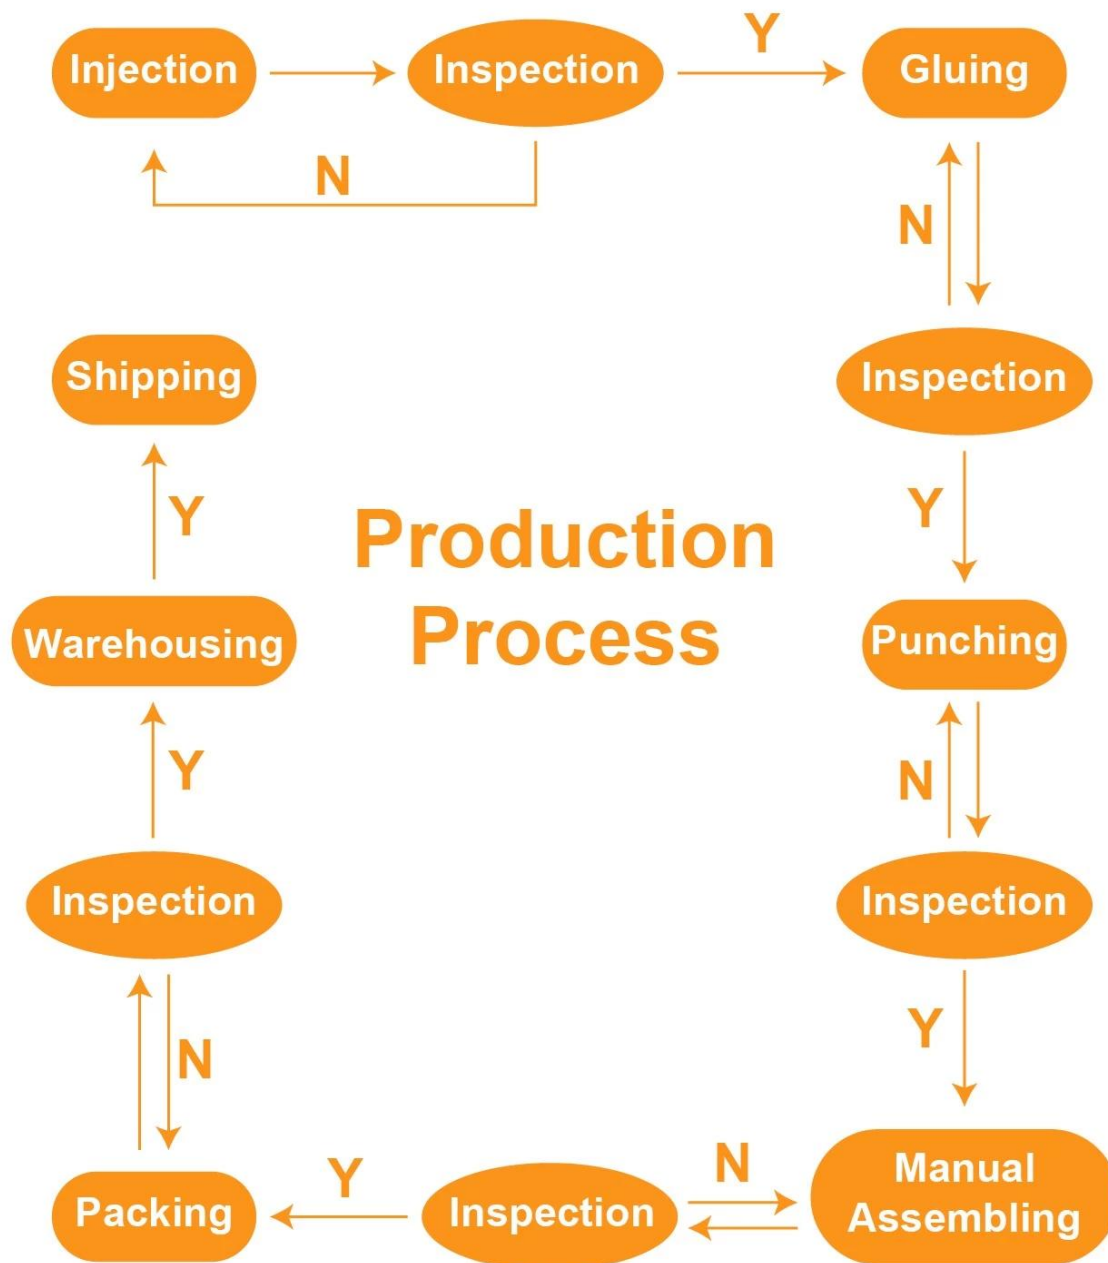 Injection
Inspection
Y
Gluing
N
N
Inspection
Y
Punching
N
Inspection
Y
Manual
Assembling
N
Inspection
Y
Packing
N
Inspection
Y
Warehousing
Y
Shipping
Production
Process